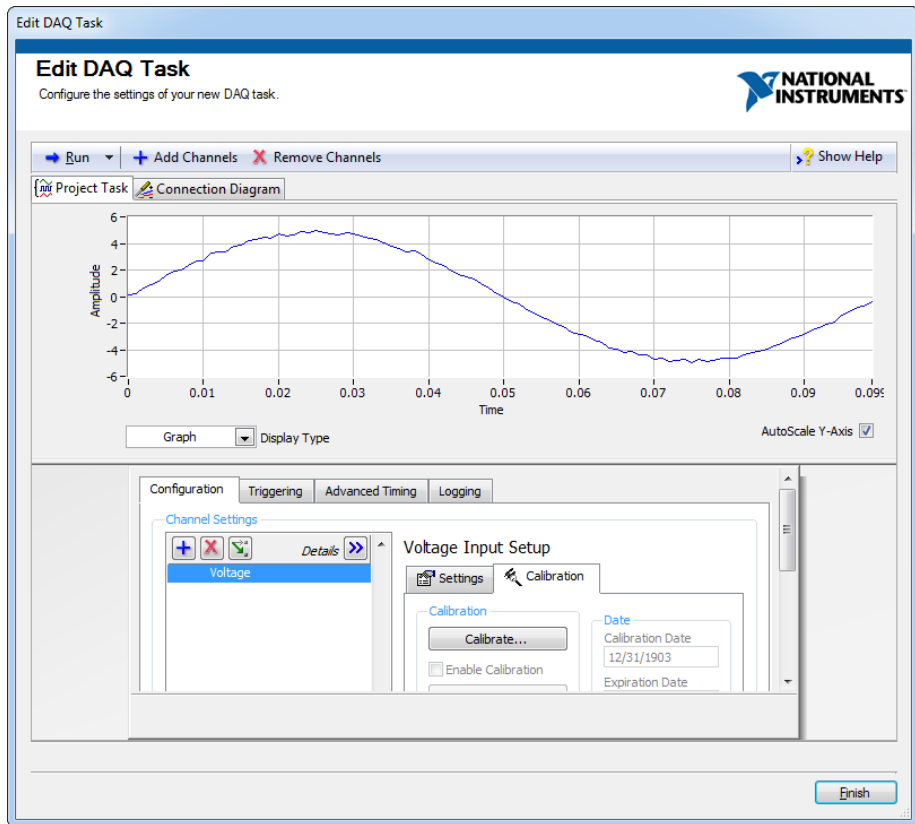 Edit DAQ Task
Edit DAQ Task
Configure the settings of your new DAQ task.
NATIONAL
INSTRUMENTS
Run Add Channels Remove Channels Show Help
Project Task Connection Diagram
6
4
2
0
-2
-4
-6
Amplitude
0 0.01 0.02 0.03 0.04 0.05 0.06 0.07 0.08 0.09 0.099
Time
Graph Display Type AutoScale Y-Axis
Configuration Triggering Advanced Timing Logging
Channel Settings
Details
Voltage
Voltage Input Setup
Settings Calibration
Calibration
Calibrate...
Enable Calibration
Date
Calibration Date
12/31/1903
Expiration Date
Finish